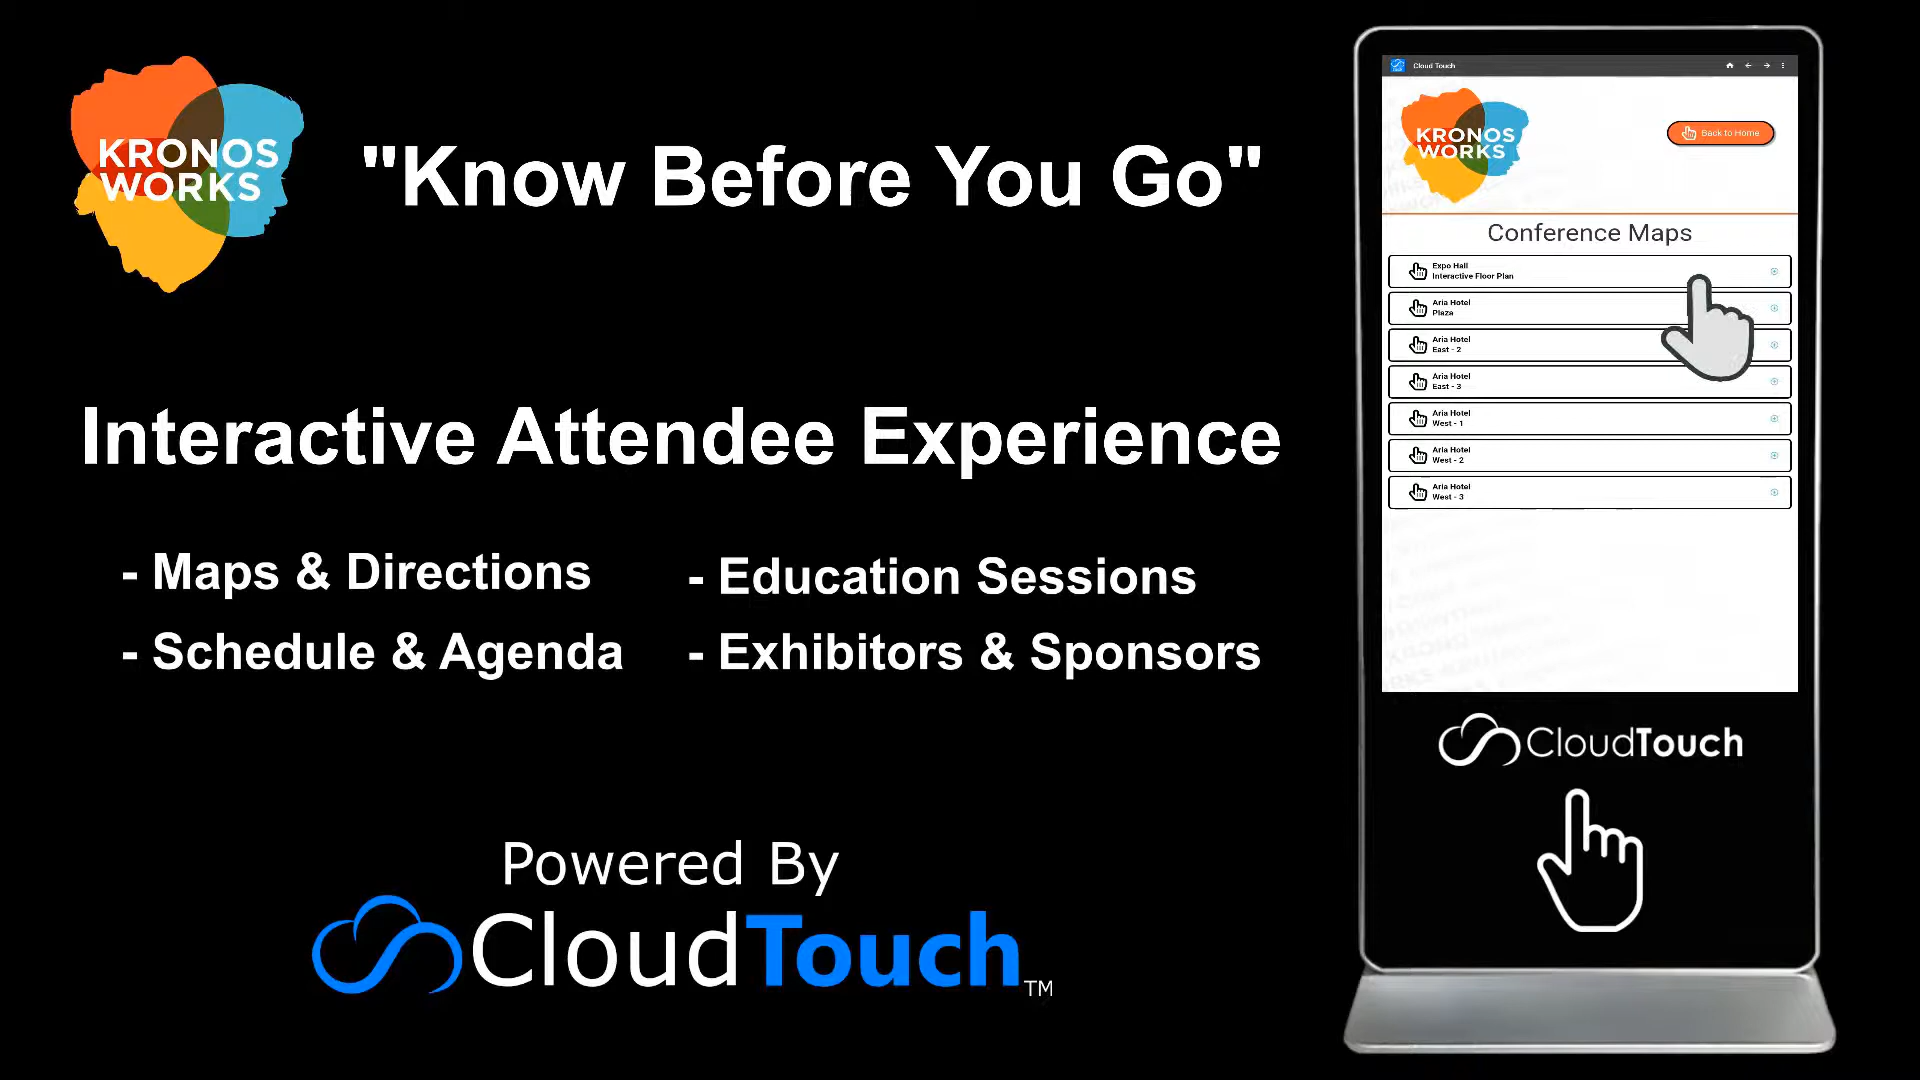 KRONOS
WORKS
"Know Before You Go"
Interactive Attendee Experience
- Maps & Directions
- Education Sessions
- Schedule & Agenda
- Exhibitors & Sponsors
Powered By
CloudTouch
TM
Cloud Touch
KRONOS
WORKS
Back to Home
Conference Maps
Expo Hall
Interactive Floor Plan
Aria Hotel
Plaza
Aria Hotel
East - 2
Aria Hotel
East - 3
Aria Hotel
West - 1
Aria Hotel
West - 2
Aria Hotel
West - 3
CloudTouch